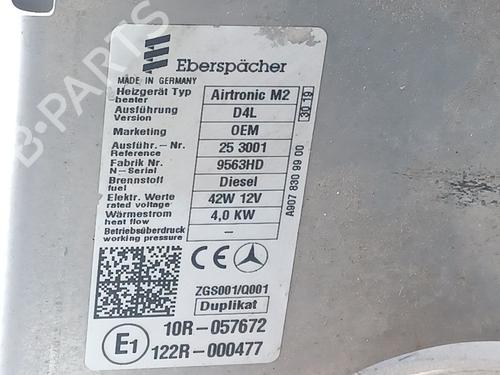 B-PARTS
Eberspächer
MADE IN GERMANY
Heizgerät Typ Airtronic M2
heater
Ausführung D4L
Version
Marketing OEM
Ausführ.- Nr. 25 3001
Reference
Fabrik Nr. 9563HD
N-Serial
Brennstoff Diesel
fuel
Elektr. Werte 42W 12V
rated voltage
Wärmestrom 4,0 KW
heat flow
Betriebsüberdruck –
working pressure
30 19
A907 830 99 00
CE
ZGS001/Q001
Duplikat
E1
10R-057672
122R-000477